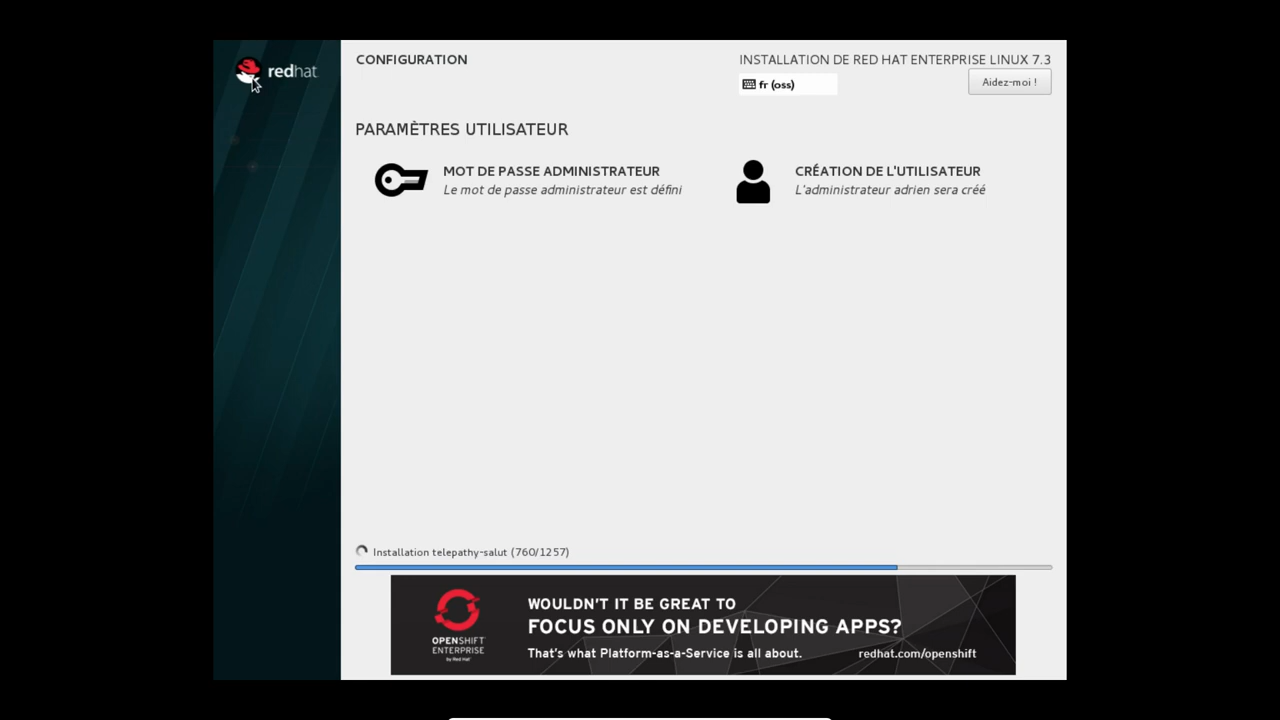 redhat
CONFIGURATION
INSTALLATION DE RED HAT ENTERPRISE LINUX 7.3
fr (oss)
Aidez-moi !
PARAMÈTRES UTILISATEUR
MOT DE PASSE ADMINISTRATEUR
Le mot de passe administrateur est défini
CRÉATION DE L'UTILISATEUR
L'administrateur adrien sera créé
Installation telepathy-salut (760/1257)
OPENSHIFT
ENTERPRISE
by Red Hat
WOULDN'T IT BE GREAT TO
FOCUS ONLY ON DEVELOPING APPS?
That's what Platform-as-a-Service is all about.
redhat.com/openshift